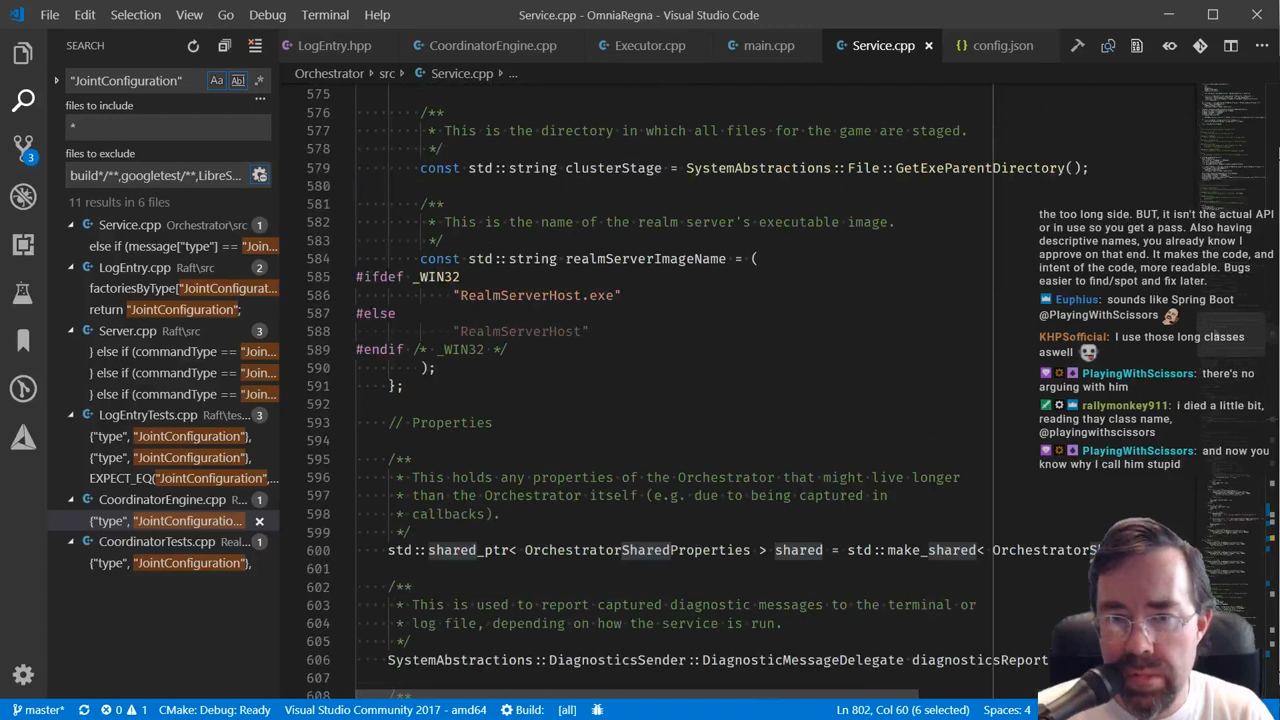 File Edit Selection View Go Debug Terminal Help Service.cpp - OmniaRegna - Visual Studio Code
SEARCH
LogEntry.hpp CoordinatorEngine.cpp Executor.cpp main.cpp Service.cpp config.json
"JointConfiguration" Aa Abl .*
Orchestrator > src > Service.cpp > ...
files to include
*
files to exclude
build*/**,googletest/**,LibreS...
11 results in 6 files
Service.cpp Orchestrator\src 1
else if (message["type"] == "Join...
LogEntry.cpp Raft\src 2
factoriesByType["JointConfigurat...
return "JointConfiguration";
Server.cpp Raft\src 3
} else if (commandType == "Join...
} else if (commandType == "Join...
} else if (commandType == "Join...
LogEntryTests.cpp Raft\tes... 3
{"type", "JointConfiguration"},
{"type", "JointConfiguration"},
EXPECT_EQ("JointConfiguration",...
CoordinatorEngine.cpp R... 1
{"type", "JointConfiguratio...
CoordinatorTests.cpp Real... 1
{"type", "JointConfiguration"},
3
575
576 /**
577 * This is the directory in which all files for the game are staged.
578 */
579 const std::string clusterStage = SystemAbstractions::File::GetExeParentDirectory();
580
581 /**
582 * This is the name of the realm server's executable image.
583 */
584 const std::string realmServerImageName = (
585 #ifdef _WIN32
586 "RealmServerHost.exe"
587 #else
588 "RealmServerHost"
589 #endif /* _WIN32 */
590 );
591 };
592
593 // Properties
594
595 /**
596 * This holds any properties of the Orchestrator that might live longer
597 * than the Orchestrator itself (e.g. due to being captured in
598 * callbacks).
599 */
600 std::shared_ptr< OrchestratorSharedProperties > shared = std::make_shared< OrchestratorS
601
602 /**
603 * This is used to report captured diagnostic messages to the terminal or
604 * log file, depending on how the service is run.
605 */
606 SystemAbstractions::DiagnosticsSender::DiagnosticMessageDelegate diagnosticsReport
607
608 /**
the too long side. BUT, it isn't the actual API
or in use so you get a pass. Also having
descriptive names, you already know I
approve on that end. It makes the code, and
intent of the code, more readable. Bugs
easier to find/spot and fix later.
Euphius: sounds like Spring Boot
@PlayingWithScissors
KHPSofficial: I use those long classes
aswell
PlayingWithScissors: there's no
arguing with him
rallymonkey911: i died a little bit,
reading thay class name,
@playingwithscissors
PlayingWithScissors: and now you
know why I call him stupid
master* 0 1 CMake: Debug: Ready Visual Studio Community 2017 - amd64 Build: [all] Ln 802, Col 60 (6 selected) Spaces: 4